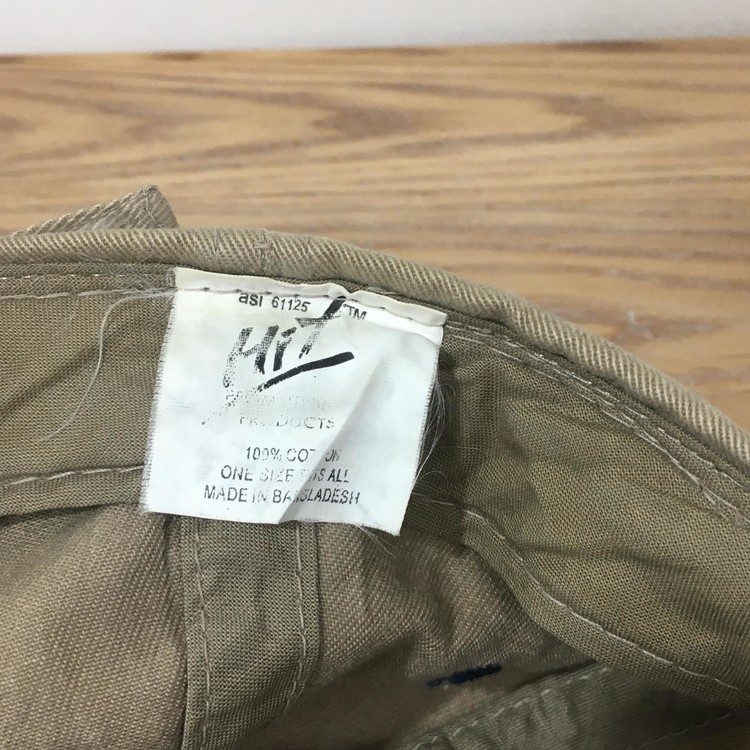 asi 61125 TM
Hit
PRODUCTS
100% COTTON
ONE SIZE FITS ALL
MADE IN BANGLADESH